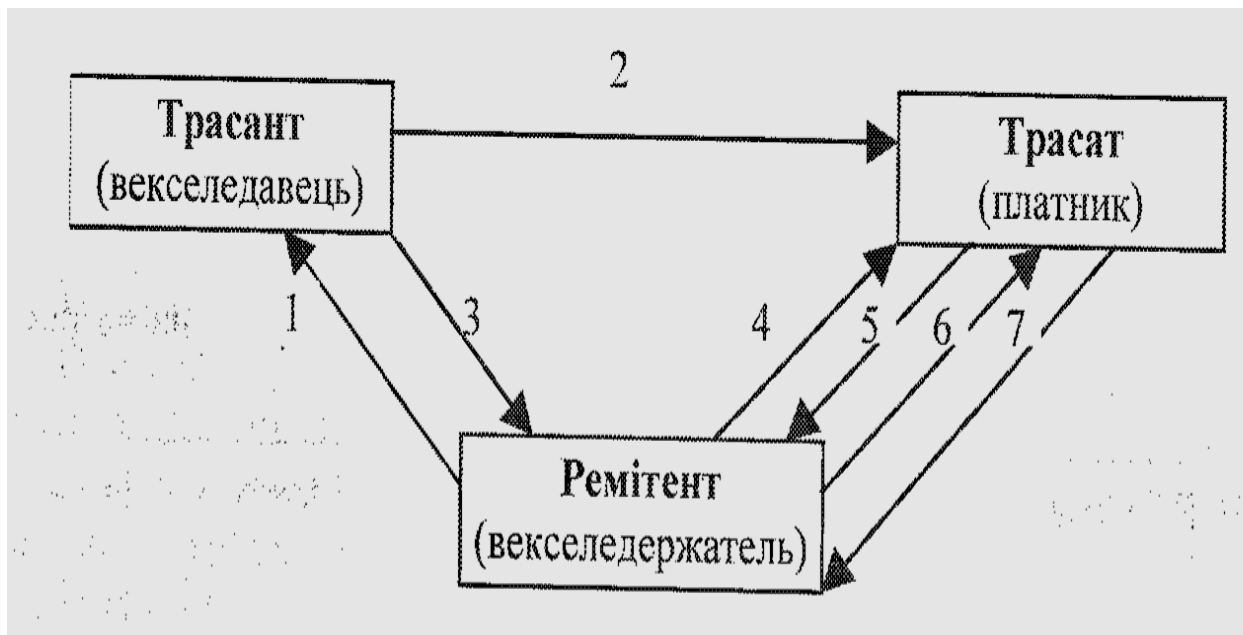 2
Трасант
(векселедавець)
Трасат
(платник)
1
3
4
5
6
7
Ремітент
(векселедержатель)